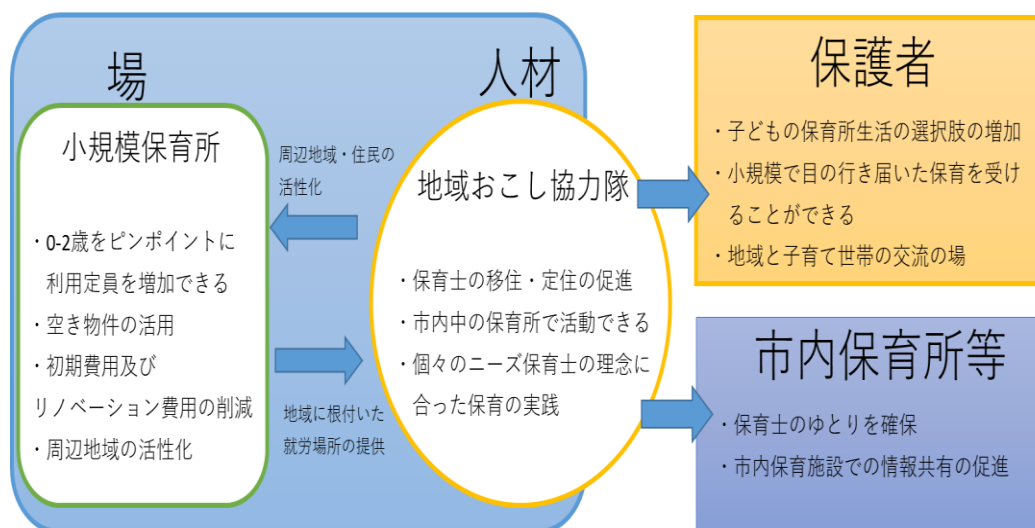 場
小規模保育所
・0-2歳をピンポイントに
利用定員を増加できる
・空き物件の活用
・初期費用及び
リノベーション費用の削減
・周辺地域の活性化
周辺地域・住民の
活性化
地域に根付いた
就労場所の提供
人材
地域おこし協力隊
・保育士の移住・定住の促進
・市内中の保育所で活動できる
・個々のニーズ保育士の理念に
合った保育の実践
保護者
・子どもの保育所生活の選択肢の増加
・小規模で目の行き届いた保育を受け
ることができる
・地域と子育て世帯の交流の場
市内保育所等
・保育士のゆとりを確保
・市内保育施設での情報共有の促進